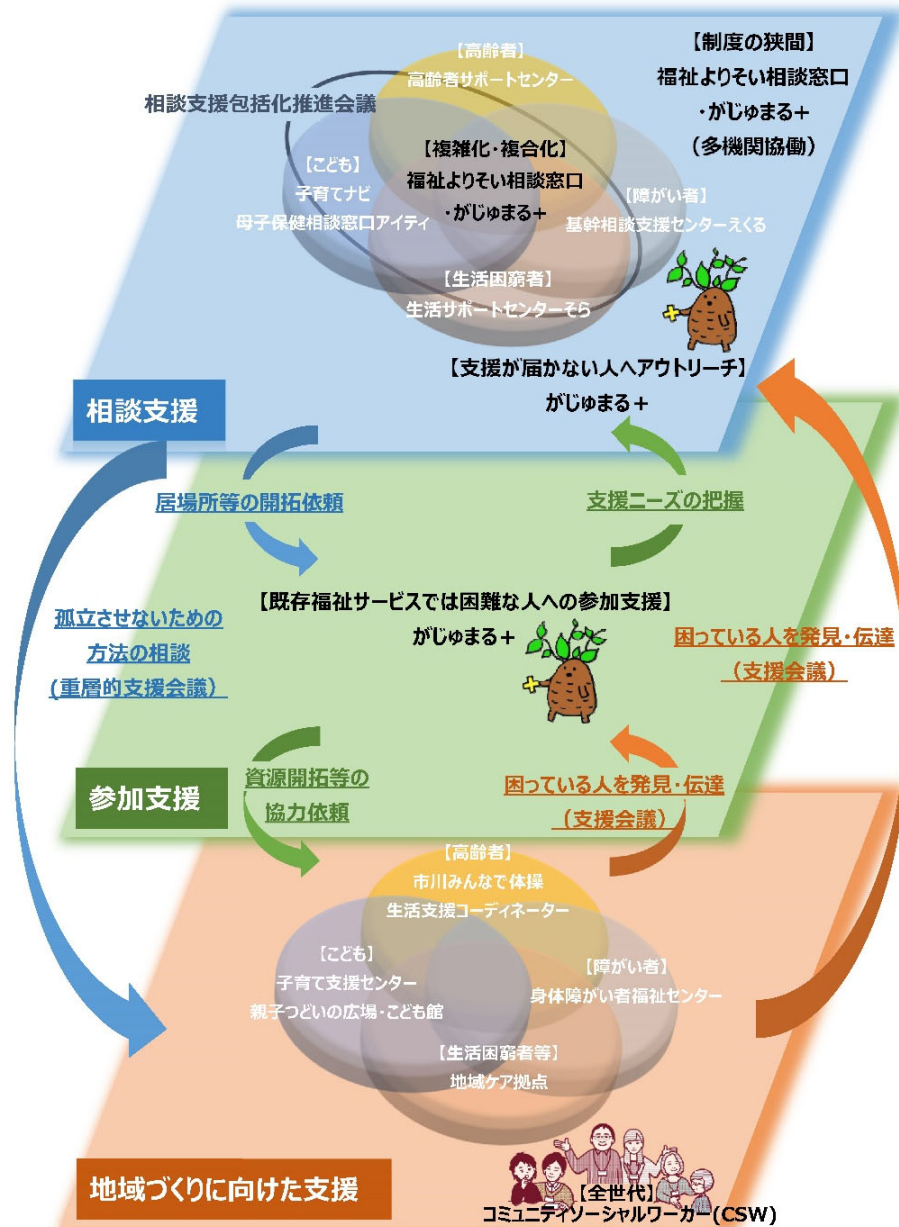 【高齢者】
高齢者サポートセンター
【制度の狭間】
福祉よりそい相談窓口
・がじゅまる+
（多機関協働）
相談支援包括化推進会議
【複雑化・複合化】
福祉よりそい相談窓口
・がじゅまる+
【こども】
子育てナビ
母子保健相談窓口アイティ
【障がい者】
基幹相談支援センターえくる
【生活困窮者】
生活サポートセンターそら
【支援が届かない人へアウトリーチ】
がじゅまる＋
相談支援
居場所等の開拓依頼
支援ニーズの把握
【既存福祉サービスでは困難な人への参加支援】
がじゅまる＋
孤立させないための
方法の相談
(重層的支援会議）
困っている人を発見・伝達
（支援会議）
参加支援
資源開拓等の
協力依頼
困っている人を発見・伝達
（支援会議）
【高齢者】
市川みんなで体操
生活支援コーディネーター
【こども】
子育て支援センター
親子つどいの広場・こども館
【障がい者】
身体障がい者福祉センター
【生活困窮者等】
地域ケア拠点
地域づくりに向けた支援
【全世代】
コミュニティソーシャルワーカー(CSW)